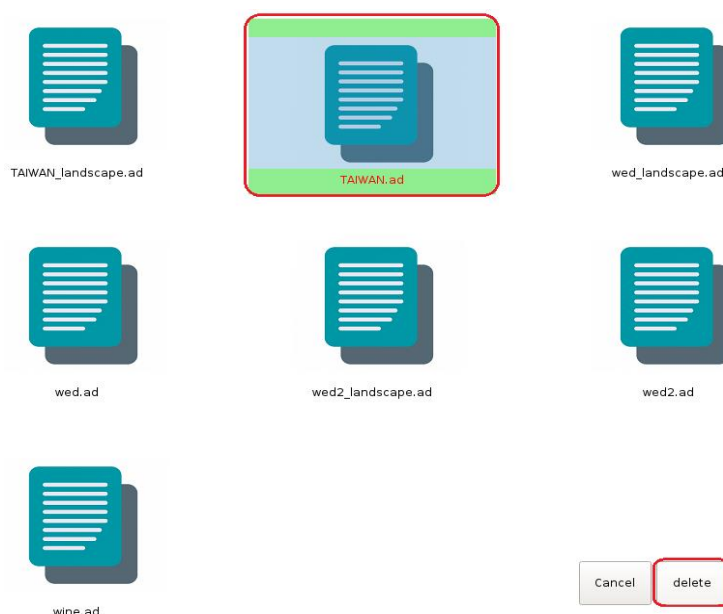 TAIWAN_landscape.ad
TAIWAN.ad
wed_landscape.ad
wed.ad
wed2_landscape.ad
wed2.ad
wine.ad
Cancel
delete